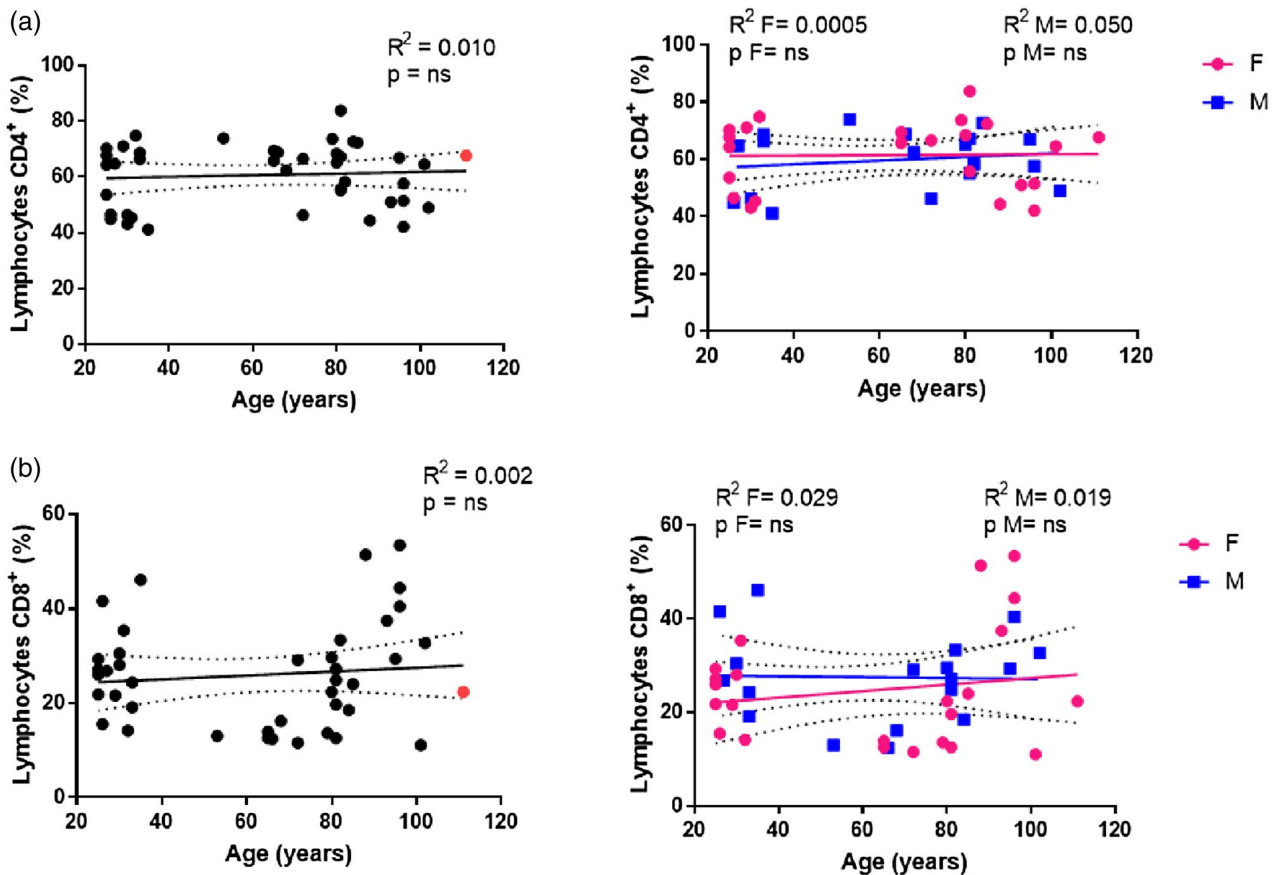 (a)
R² = 0.010
p = ns
Lymphocytes CD4⁺ (%)
100
80
60
40
20
0
20 40 60 80 100 120
Age (years)
R² F= 0.0005
p F= ns
R² M= 0.050
p M= ns
F
M
Lymphocytes CD4⁺ (%)
100
80
60
40
20
0
20 40 60 80 100 120
Age (years)
(b)
R² = 0.002
p = ns
Lymphocytes CD8⁺ (%)
60
40
20
0
20 40 60 80 100 120
Age (years)
R² F= 0.029
p F= ns
R² M= 0.019
p M= ns
F
M
Lymphocytes CD8⁺ (%)
60
40
20
0
20 40 60 80 100 120
Age (years)